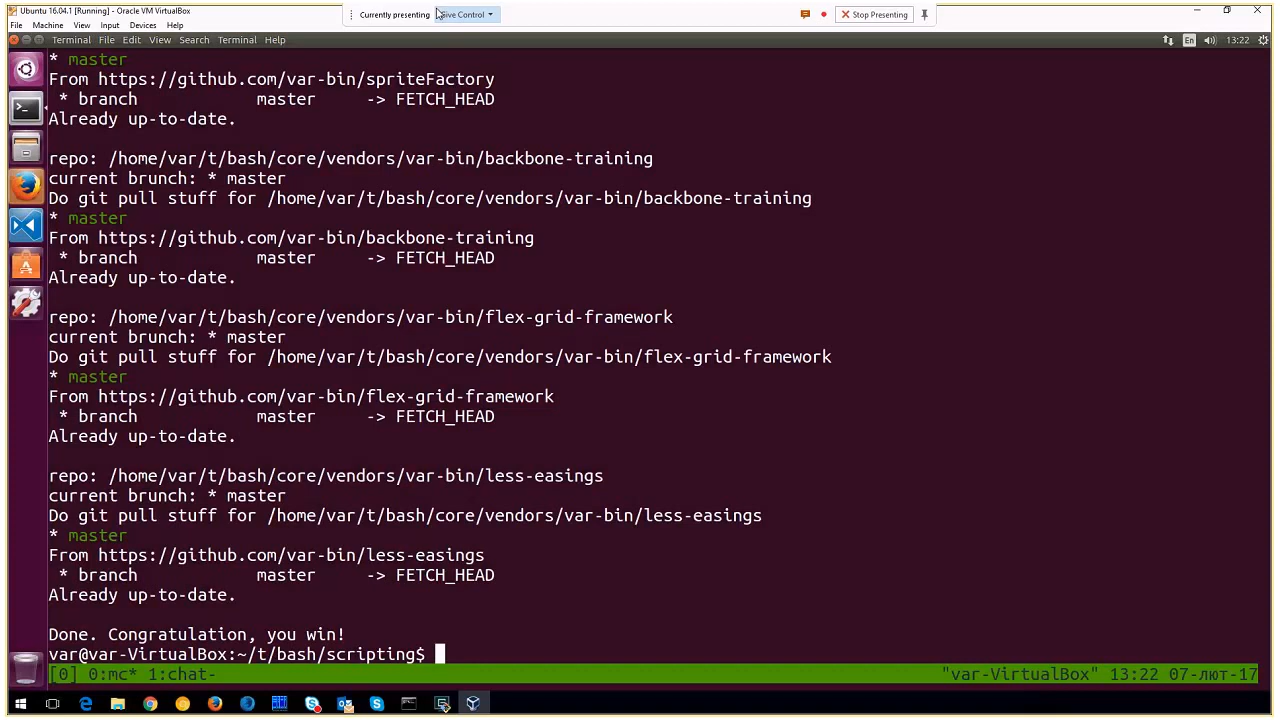 Ubuntu 16.04.1 [Running] - Oracle VM VirtualBox
File Machine View Input Devices Help
Currently presenting Give Control Stop Presenting
Terminal File Edit View Search Terminal Help En 13:22
* master
From https://github.com/var-bin/spriteFactory
* branch master -> FETCH_HEAD
Already up-to-date.
repo: /home/var/t/bash/core/vendors/var-bin/backbone-training
current brunch: * master
Do git pull stuff for /home/var/t/bash/core/vendors/var-bin/backbone-training
* master
From https://github.com/var-bin/backbone-training
* branch master -> FETCH_HEAD
Already up-to-date.
repo: /home/var/t/bash/core/vendors/var-bin/flex-grid-framework
current brunch: * master
Do git pull stuff for /home/var/t/bash/core/vendors/var-bin/flex-grid-framework
* master
From https://github.com/var-bin/flex-grid-framework
* branch master -> FETCH_HEAD
Already up-to-date.
repo: /home/var/t/bash/core/vendors/var-bin/less-easings
current brunch: * master
Do git pull stuff for /home/var/t/bash/core/vendors/var-bin/less-easings
* master
From https://github.com/var-bin/less-easings
* branch master -> FETCH_HEAD
Already up-to-date.
Done. Congratulation, you win!
var@var-VirtualBox:~/t/bash/scripting$
[0] 0:mc* 1:chat- "var-VirtualBox" 13:22 07-лют-17